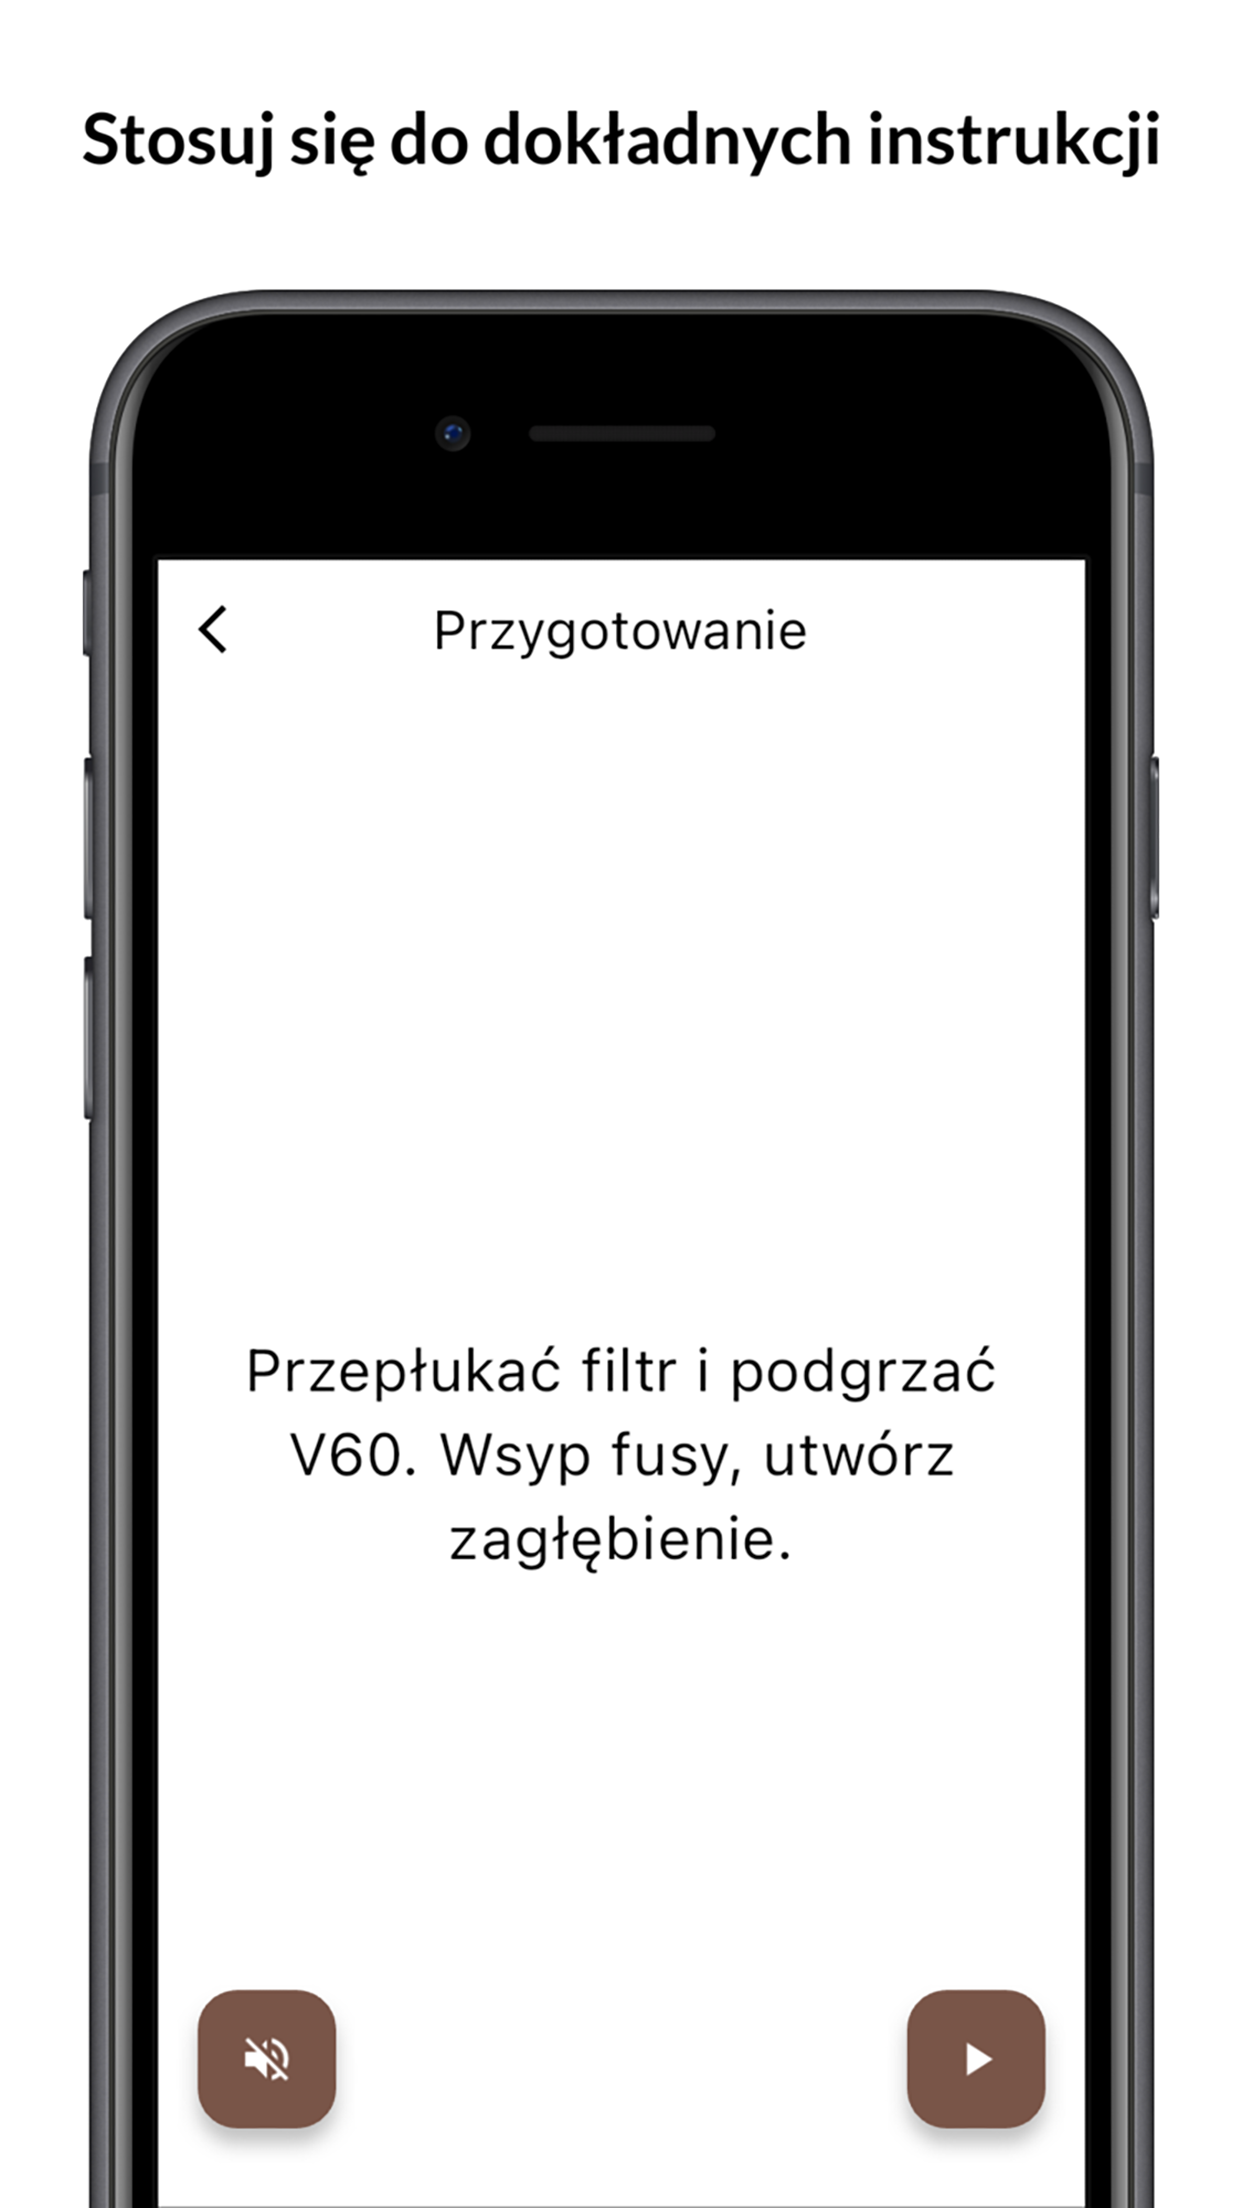 Stosuj się do dokładnych instrukcji
Przygotowanie
Przepłukać filtr i podgrzać
V60. Wsyp fusy, utwórz
zagłębienie.